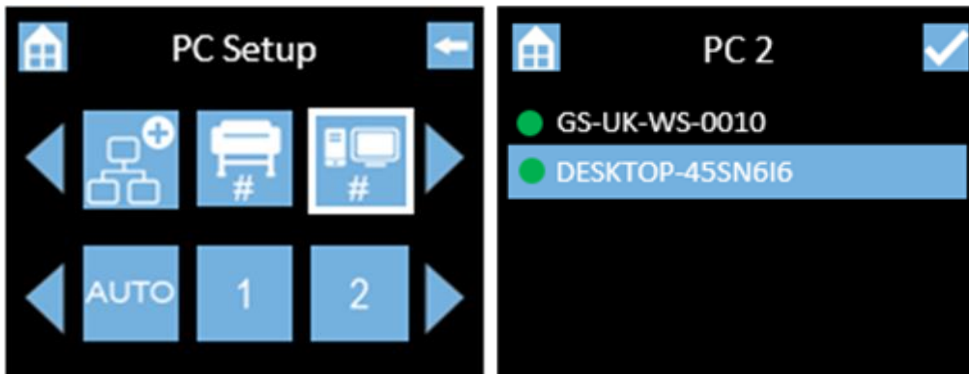 PC Setup
# #
AUTO 1 2
PC 2
GS-UK-WS-0010
DESKTOP-45SN6I6